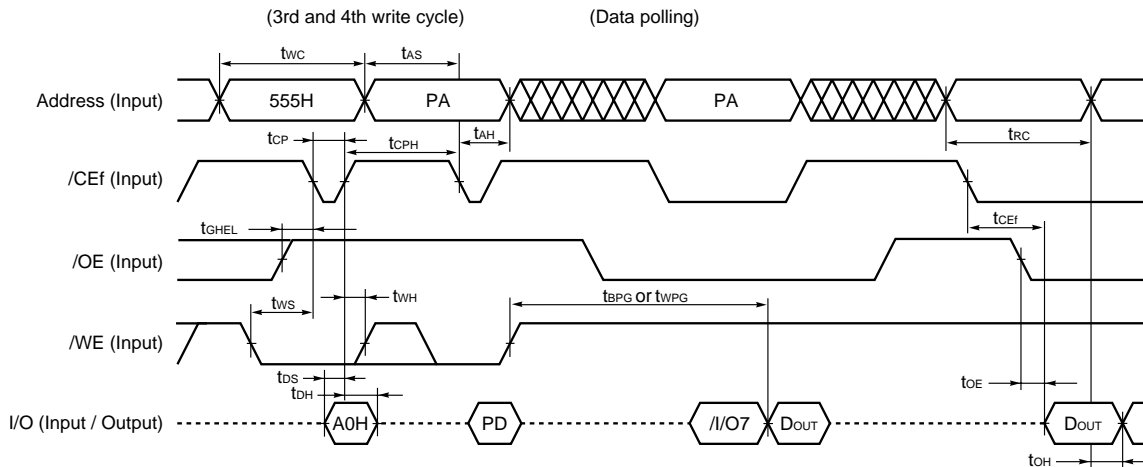 (3rd and 4th write cycle) (Data polling)
tWC tAS
Address (Input) 555H PA PA
tCP tCPH tAH tRC
/CEf (Input)
tGHEL tCEf
/OE (Input)
tWS tWH tBPG or tWPG
/WE (Input)
tDS tDH tOE
I/O (Input / Output) A0H PD /I/O7 DOUT DOUT
tOH